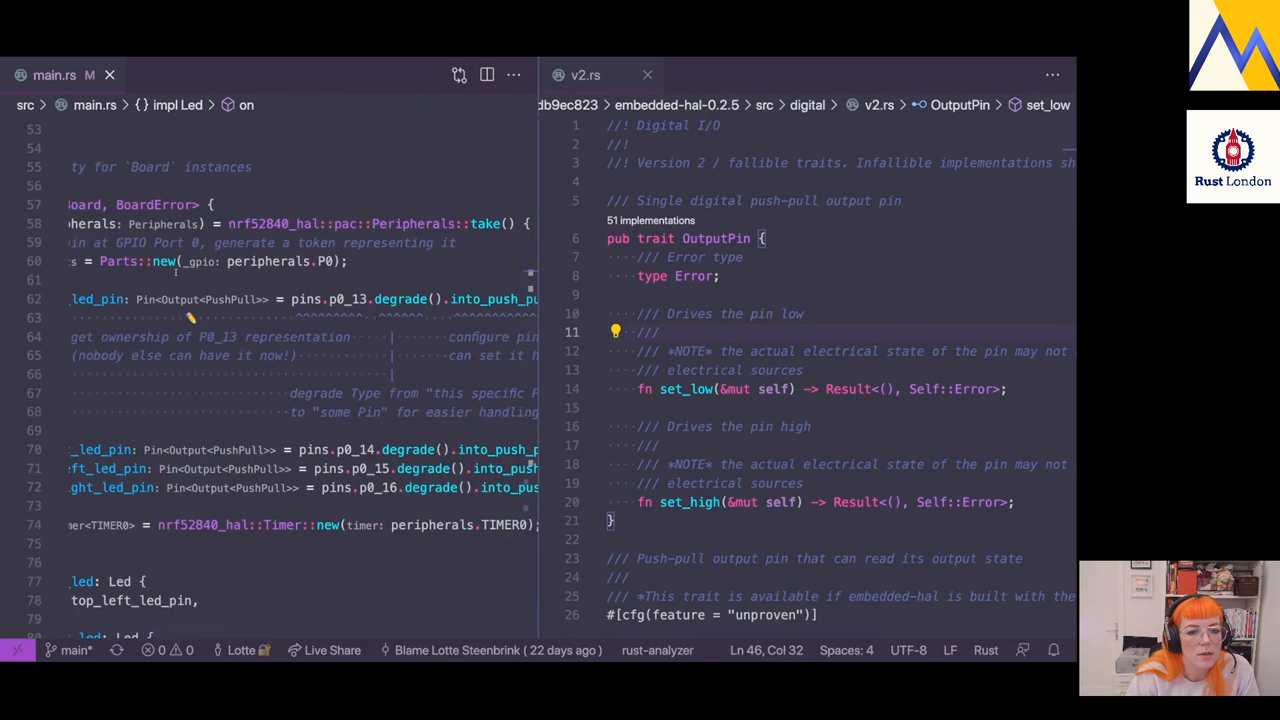 main.rs M
src main.rs {} impl Led on
53
54
55 ty for `Board` instances
56
57 Board, BoardError> {
58 pherals: Peripherals) = nrf52840_hal::pac::Peripherals::take() {
59 pin at GPIO Port 0, generate a token representing it
60 ts = Parts::new(_gpio: peripherals.P0);
61
62 _led_pin: Pin<Output<PushPull>> = pins.p0_13.degrade().into_push_pu
63 ^^^^^^^^^ ^^^^^^ ^^^^^^^^^^^
64 get ownership of P0_13 representation | configure pin
65 (nobody else can have it now!) | can set it h
66 |
67 degrade Type from "this specific P
68 to "some Pin" for easier handling
69
70 t_led_pin: Pin<Output<PushPull>> = pins.p0_14.degrade().into_push_p
71 eft_led_pin: Pin<Output<PushPull>> = pins.p0_15.degrade().into_push
72 ght_led_pin: Pin<Output<PushPull>> = pins.p0_16.degrade().into_pus
73
74 mer<TIMER0> = nrf52840_hal::Timer::new(timer: peripherals.TIMER0);
75
76
77 _led: Led {
78 top_left_led_pin,
79
80 led: Led {
v2.rs
db9ec823 embedded-hal-0.2.5 src digital v2.rs OutputPin set_low
1 //! Digital I/O
2 //!
3 //! Version 2 / fallible traits. Infallible implementations sh
4
5 /// Single digital push-pull output pin
51 implementations
6 pub trait OutputPin {
7 /// Error type
8 type Error;
9
10 /// Drives the pin low
11 ///
12 /// *NOTE* the actual electrical state of the pin may not
13 /// electrical sources
14 fn set_low(&mut self) -> Result<(), Self::Error>;
15
16 /// Drives the pin high
17 ///
18 /// *NOTE* the actual electrical state of the pin may not
19 /// electrical sources
20 fn set_high(&mut self) -> Result<(), Self::Error>;
21 }
22
23 /// Push-pull output pin that can read its output state
24 ///
25 /// *This trait is available if embedded-hal is built with the
26 #[cfg(feature = "unproven")]
main* 0 0 Lotte Live Share Blame Lotte Steenbrink ( 22 days ago ) rust-analyzer Ln 46, Col 32 Spaces: 4 UTF-8 LF Rust
Rust London